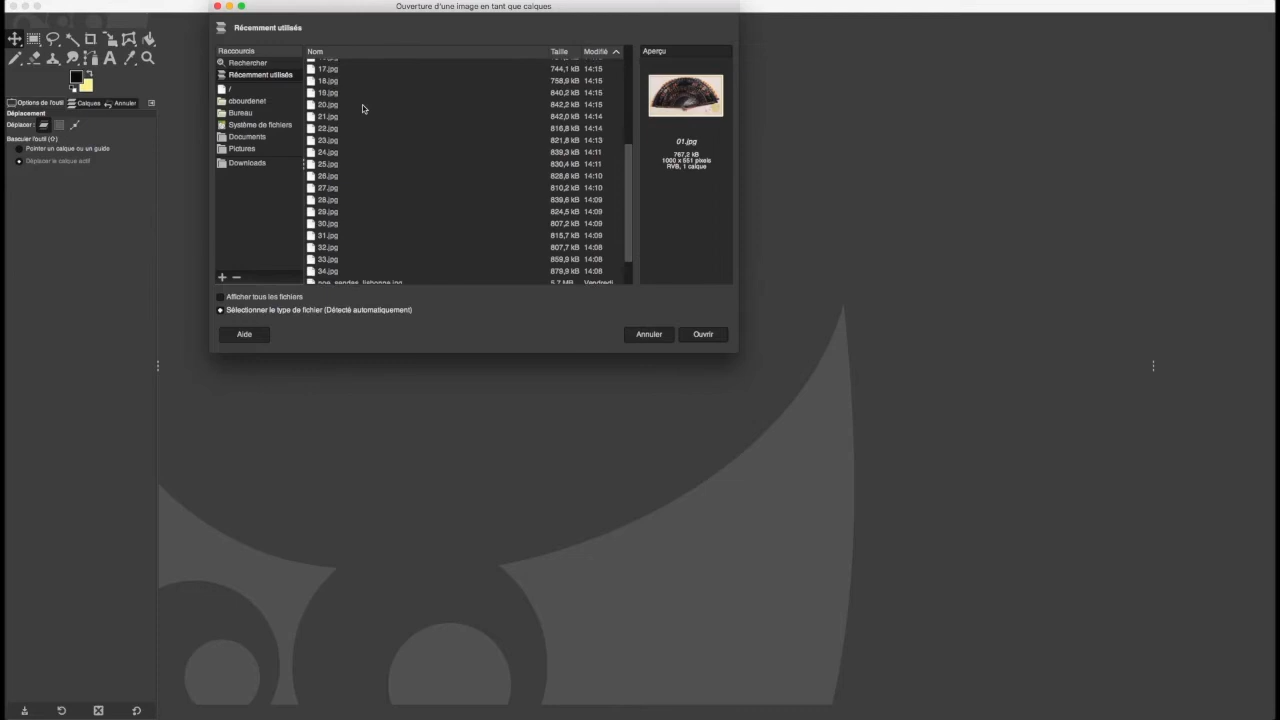 Ouverture d'une image en tant que calques
Récemment utilisés
Options de l'outil Calques Annuler
Déplacement
Déplacer :
Basculer l'outil (⇧)
Pointer un calque ou un guide
Déplacer le calque actif
Raccourcis
Rechercher
Récemment utilisés
/
cbourdenet
Bureau
Système de fichiers
Documents
Pictures
Downloads
Nom Taille Modifié
17.jpg 744,1 kB 14:15
18.jpg 758,9 kB 14:15
19.jpg 840,2 kB 14:15
20.jpg 842,2 kB 14:15
21.jpg 842,0 kB 14:14
22.jpg 816,8 kB 14:14
23.jpg 821,8 kB 14:13
24.jpg 839,3 kB 14:11
25.jpg 830,4 kB 14:11
26.jpg 828,8 kB 14:10
27.jpg 810,2 kB 14:10
28.jpg 839,8 kB 14:09
29.jpg 824,5 kB 14:09
30.jpg 807,2 kB 14:09
31.jpg 815,7 kB 14:08
32.jpg 807,7 kB 14:08
33.jpg 859,9 kB 14:08
34.jpg 879,9 kB 14:08
5,7 MB Vendredi
Aperçu
01.jpg
767,2 kB
1000 x 551 pixels
RVB, 1 calque
Afficher tous les fichiers
Sélectionner le type de fichier (Détecté automatiquement)
Aide Annuler Ouvrir